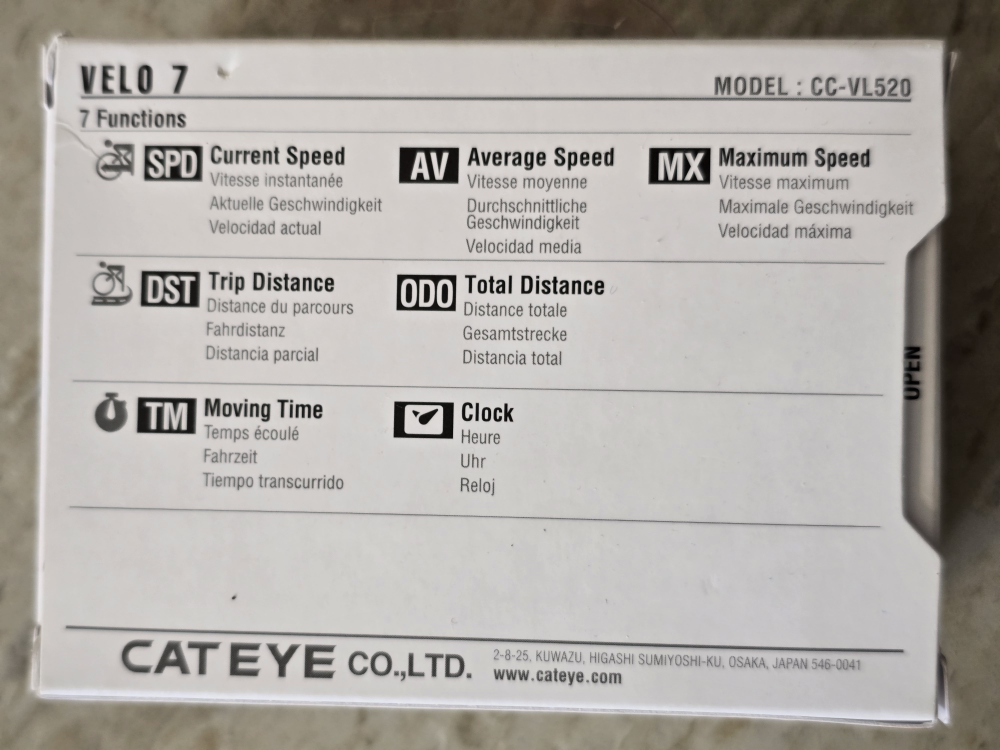 VELO 7
MODEL : CC-VL520
7 Functions
SPD Current Speed
Vitesse instantanée
Aktuelle Geschwindigkeit
Velocidad actual
AV Average Speed
Vitesse moyenne
Durchschnittliche
Geschwindigkeit
Velocidad media
MX Maximum Speed
Vitesse maximum
Maximale Geschwindigkeit
Velocidad máxima
DST Trip Distance
Distance du parcours
Fahrdistanz
Distancia parcial
ODO Total Distance
Distance totale
Gesamtstrecke
Distancia total
TM Moving Time
Temps écoulé
Fahrzeit
Tiempo transcurrido
Clock
Heure
Uhr
Reloj
OPEN
CAT EYE CO.,LTD.
2-8-25, KUWAZU, HIGASHI SUMIYOSHI-KU, OSAKA, JAPAN 546-0041
www.cateye.com